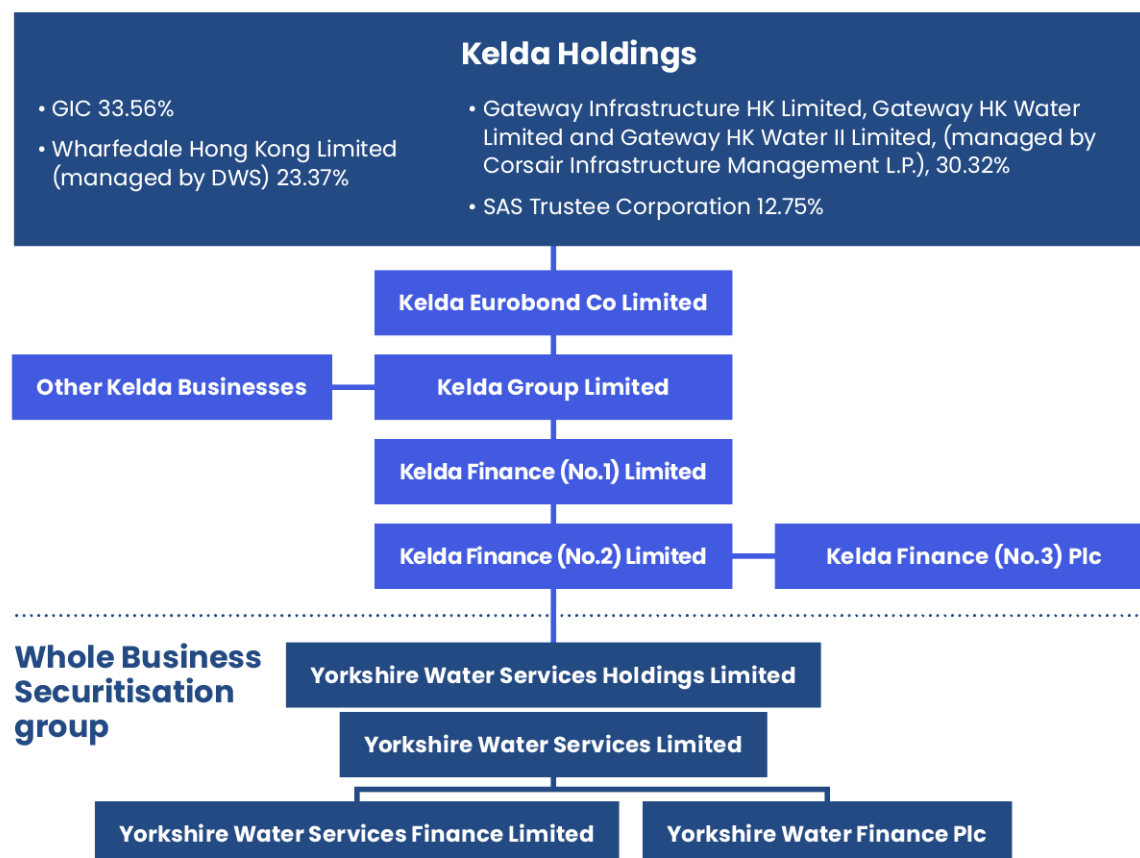 Kelda Holdings
• GIC 33.56%
• Wharfedale Hong Kong Limited
(managed by DWS) 23.37%
• Gateway Infrastructure HK Limited, Gateway HK Water
Limited and Gateway HK Water II Limited, (managed by
Corsair Infrastructure Management L.P.), 30.32%
• SAS Trustee Corporation 12.75%
Kelda Eurobond Co Limited
Other Kelda Businesses
Kelda Group Limited
Kelda Finance (No.1) Limited
Kelda Finance (No.2) Limited
Kelda Finance (No.3) Plc
Whole Business
Securitisation
group
Yorkshire Water Services Holdings Limited
Yorkshire Water Services Limited
Yorkshire Water Services Finance Limited
Yorkshire Water Finance Plc